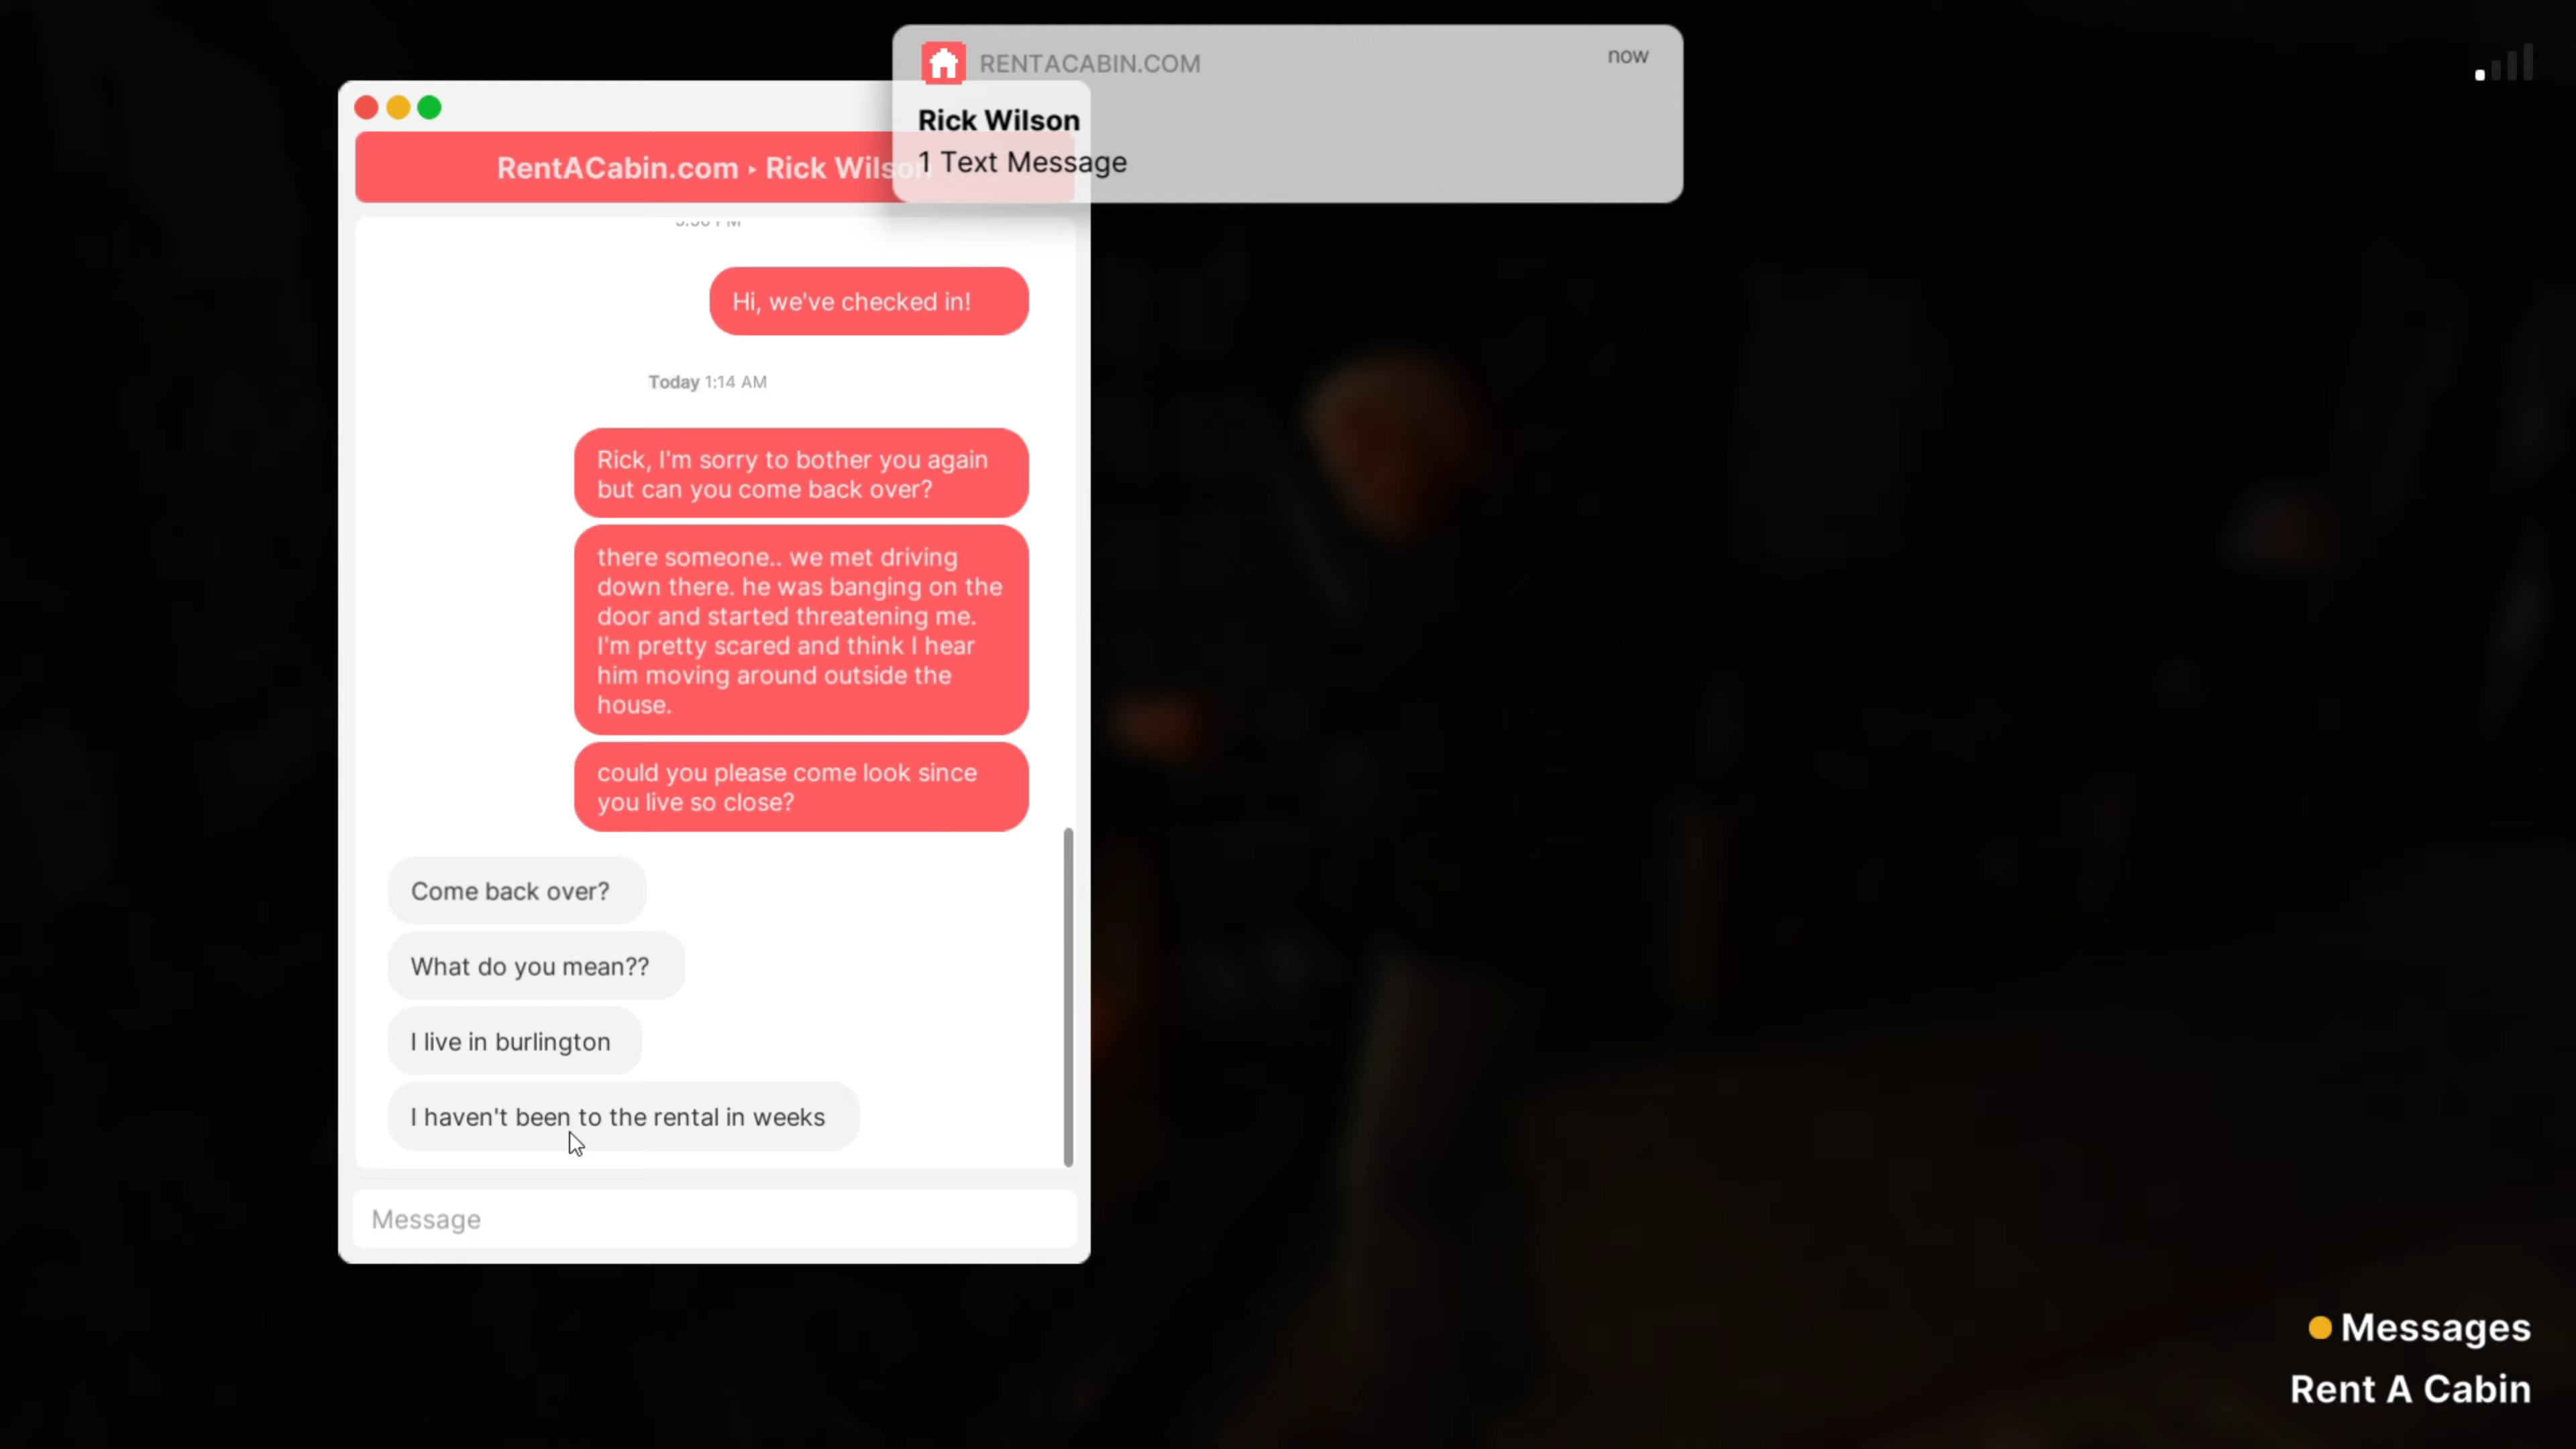 RENTACABIN.COM
now
Rick Wilson
1 Text Message
RentACabin.com ‣ Rick Wilson
Hi, we've checked in!
Today 1:14 AM
Rick, I'm sorry to bother you again
but can you come back over?
there someone.. we met driving
down there. he was banging on the
door and started threatening me.
I'm pretty scared and think I hear
him moving around outside the
house.
could you please come look since
you live so close?
Come back over?
What do you mean??
I live in burlington
I haven't been to the rental in weeks
Message
Messages
Rent A Cabin